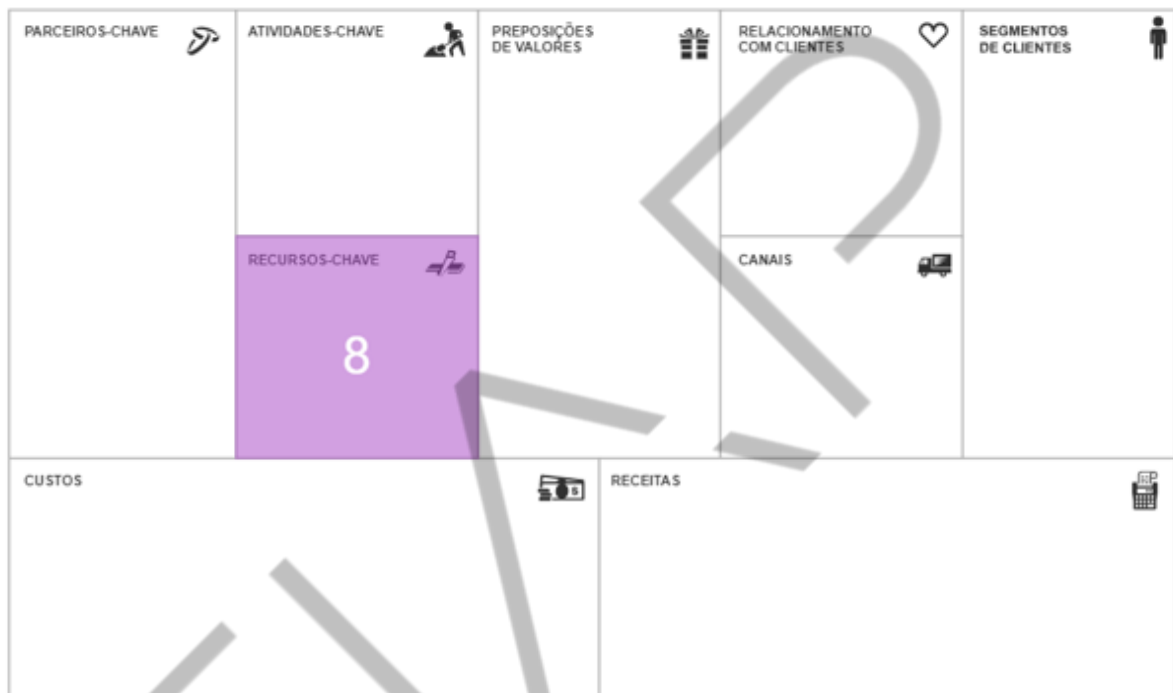 PARCEIROS-CHAVE
ATIVIDADES-CHAVE
PREPOSIÇÕES
DE VALORES
RELACIONAMENTO
COM CLIENTES
SEGMENTOS
DE CLIENTES
RECURSOS-CHAVE
8
CANAIS
CUSTOS
RECEITAS